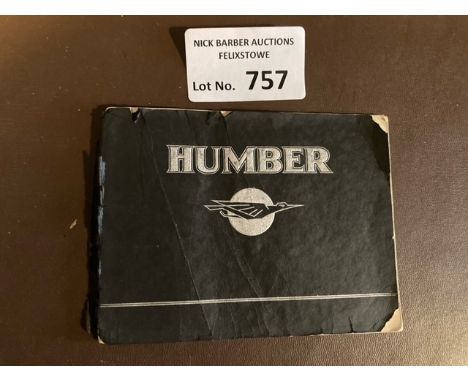 NICK BARBER AUCTIONS
FELIXSTOWE
Lot No. 757
HUMBER